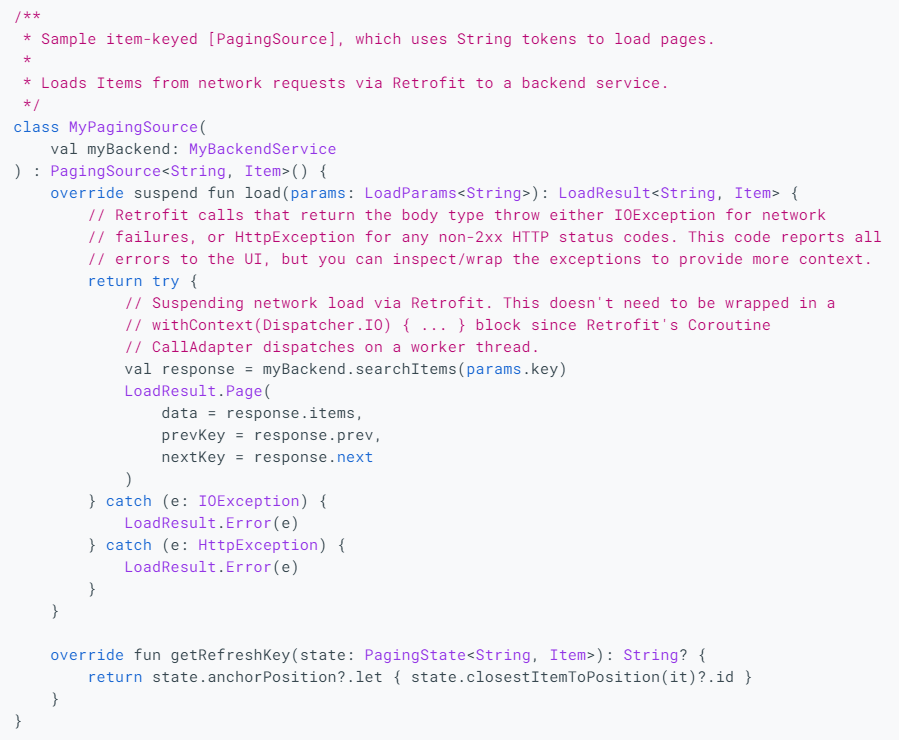 /**
 * Sample item-keyed [PagingSource], which uses String tokens to load pages.
 *
 * Loads Items from network requests via Retrofit to a backend service.
 */
class MyPagingSource(
    val myBackend: MyBackendService
) : PagingSource<String, Item>() {
    override suspend fun load(params: LoadParams<String>): LoadResult<String, Item> {
        // Retrofit calls that return the body type throw either IOException for network
        // failures, or HttpException for any non-2xx HTTP status codes. This code reports all
        // errors to the UI, but you can inspect/wrap the exceptions to provide more context.
        return try {
            // Suspending network load via Retrofit. This doesn't need to be wrapped in a
            // withContext(Dispatcher.IO) { ... } block since Retrofit's Coroutine
            // CallAdapter dispatches on a worker thread.
            val response = myBackend.searchItems(params.key)
            LoadResult.Page(
                data = response.items,
                prevKey = response.prev,
                nextKey = response.next
            )
        } catch (e: IOException) {
            LoadResult.Error(e)
        } catch (e: HttpException) {
            LoadResult.Error(e)
        }
    }

    override fun getRefreshKey(state: PagingState<String, Item>): String? {
        return state.anchorPosition?.let { state.closestItemToPosition(it)?.id }
    }
}